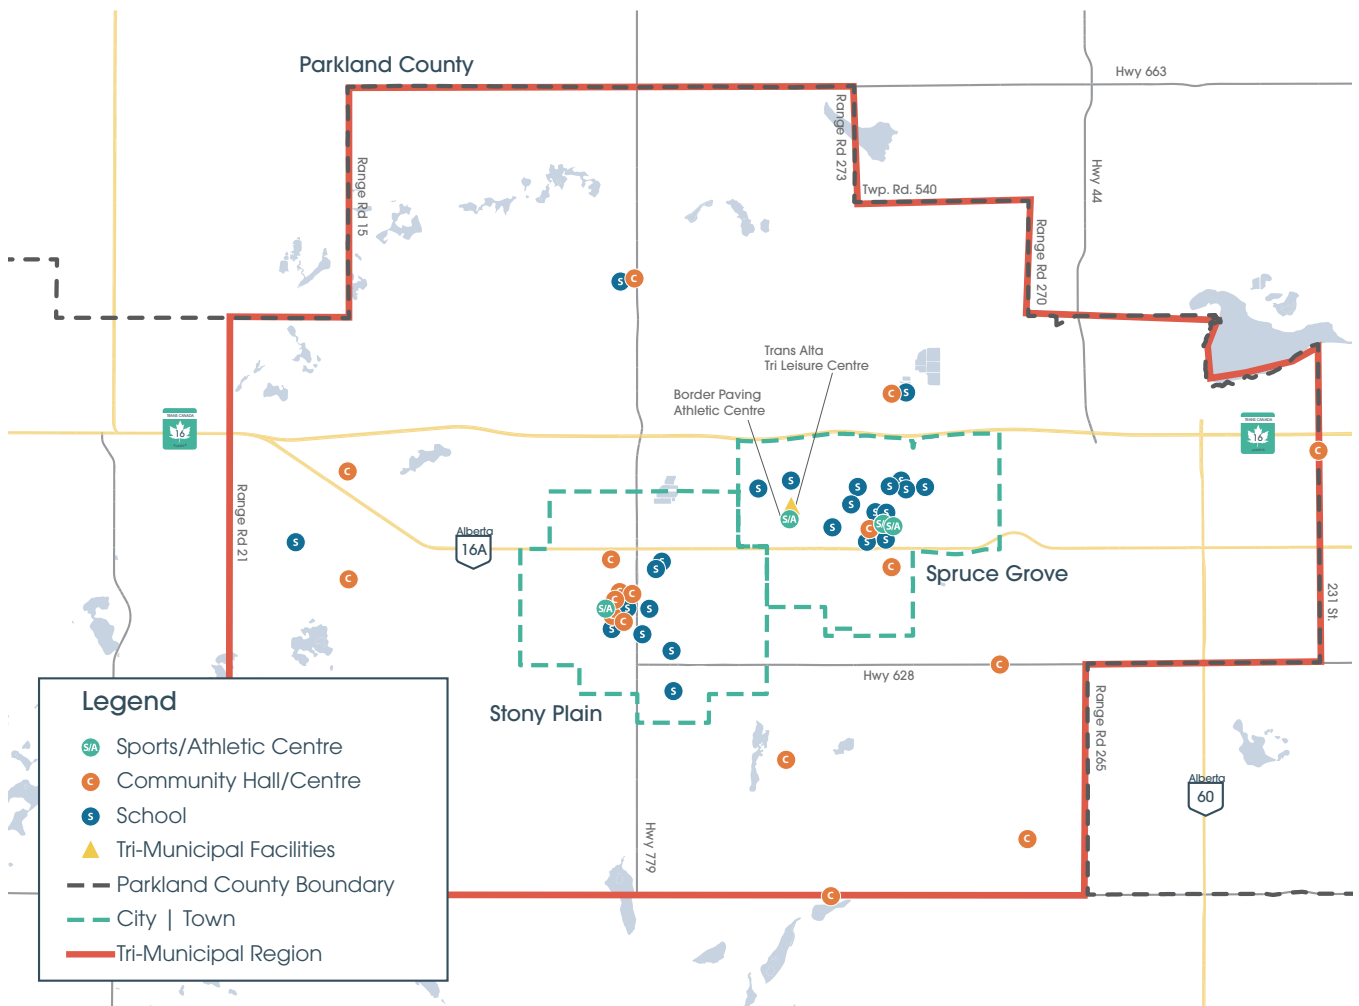 Parkland County
Hwy 663
Range Rd 273
Range Rd 15
Hwy 44
Twp. Rd. 540
Range Rd 270
S
C
Trans Alta
Tri Leisure Centre
Border Paving
Athletic Centre
C
S
16
16
C
C
S
S
S
S
S
S
S
S
S
S
S
S/A
S
C
S/A
S/A
S
S
Range Rd 21
S
Alberta
16A
C
S
S
C
Spruce Grove
C
C
C
C
S/A
S
S
C
C
S
S
S
S
231 St.
C
Hwy 628
Stony Plain
Range Rd 265
C
Alberta
60
Hwy 779
C
C
Legend
S/A Sports/Athletic Centre
C Community Hall/Centre
S School
Tri-Municipal Facilities
Parkland County Boundary
City | Town
Tri-Municipal Region